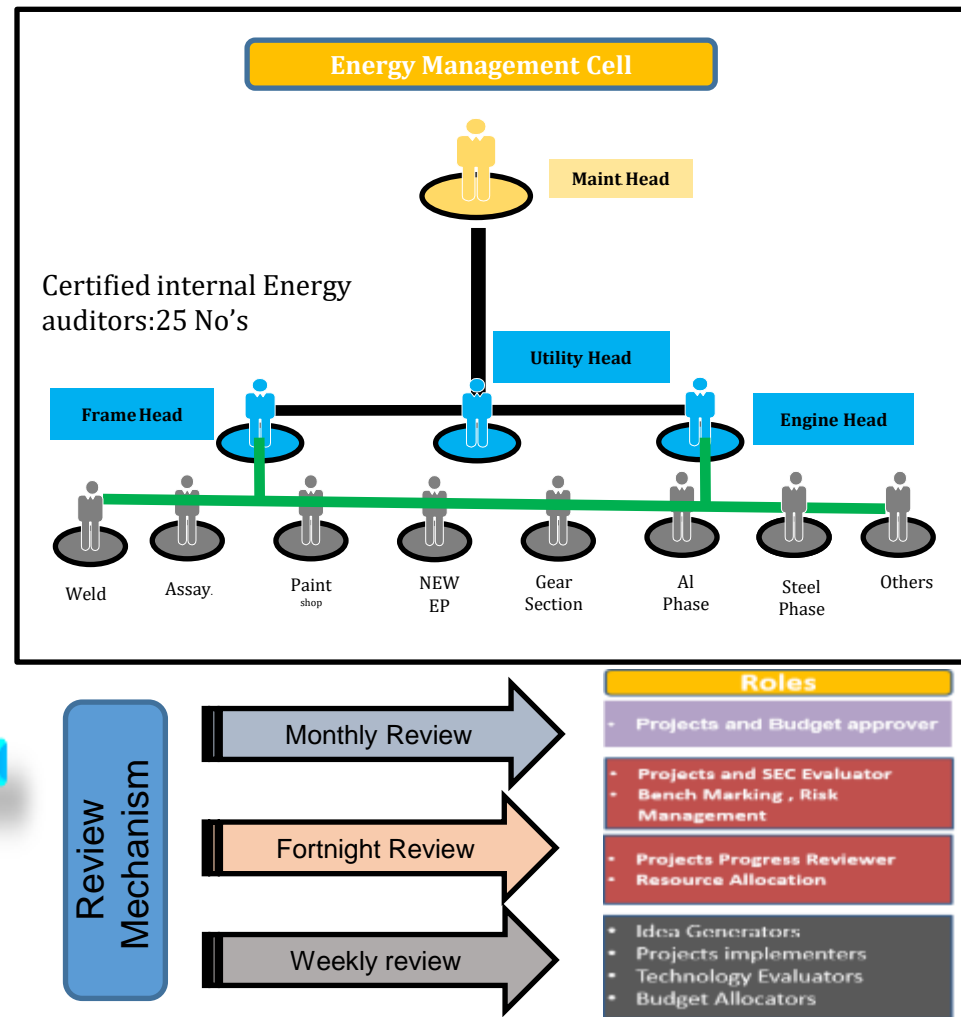 Energy Management Cell
Maint Head
Certified internal Energy
auditors:25 No's
Utility Head
Frame Head
Engine Head
Weld
Assay.
Paint
shop
NEW
EP
Gear
Section
Al
Phase
Steel
Phase
Others
Review
Mechanism
Monthly Review
Fortnight Review
Weekly review
Roles
• Projects and Budget approver
• Projects and SEC Evaluator
• Bench Marking , Risk
Management
• Projects Progress Reviewer
• Resource Allocation
• Idea Generators
• Projects implementers
• Technology Evaluators
• Budget Allocators